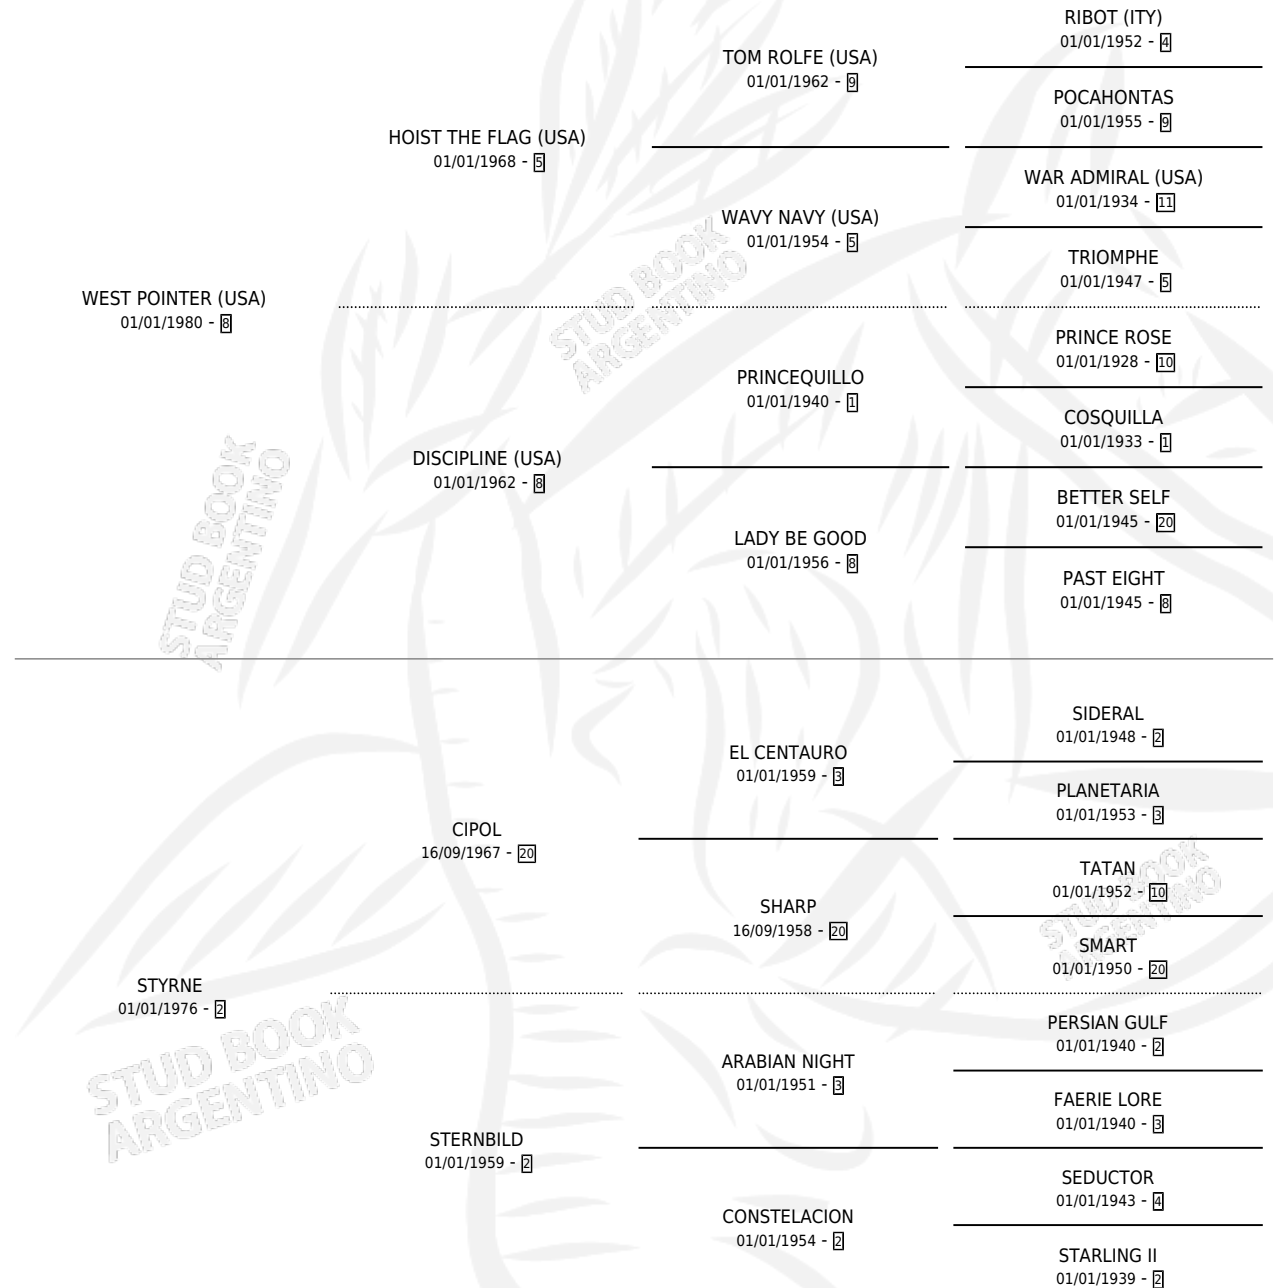 RIBOT (ITY)
01/01/1952 - 4
TOM ROLFE (USA)
01/01/1962 - 9
POCAHONTAS
01/01/1955 - 9
HOIST THE FLAG (USA)
01/01/1968 - 5
WAR ADMIRAL (USA)
01/01/1934 - 11
WAVY NAVY (USA)
01/01/1954 - 5
TRIOMPHE
01/01/1947 - 5
WEST POINTER (USA)
01/01/1980 - 8
PRINCE ROSE
01/01/1928 - 10
PRINCEQUILLO
01/01/1940 - 1
COSQUILLA
01/01/1933 - 1
DISCIPLINE (USA)
01/01/1962 - 8
BETTER SELF
01/01/1945 - 20
LADY BE GOOD
01/01/1956 - 8
PAST EIGHT
01/01/1945 - 8
SIDERAL
01/01/1948 - 2
EL CENTAURO
01/01/1959 - 3
PLANETARIA
01/01/1953 - 3
CIPOL
16/09/1967 - 20
TATAN
01/01/1952 - 10
SHARP
16/09/1958 - 20
SMART
01/01/1950 - 20
STYRNE
01/01/1976 - 2
PERSIAN GULF
01/01/1940 - 2
ARABIAN NIGHT
01/01/1951 - 3
FAERIE LORE
01/01/1940 - 3
STERNBILD
01/01/1959 - 2
SEDUCTOR
01/01/1943 - 4
CONSTELACION
01/01/1954 - 2
STARLING II
01/01/1939 - 2
STUD BOOK
ARGENTINO
STUD BOOK
ARGENTINO
STUD BOOK
ARGENTINO
STUD BOOK
ARGENTINO